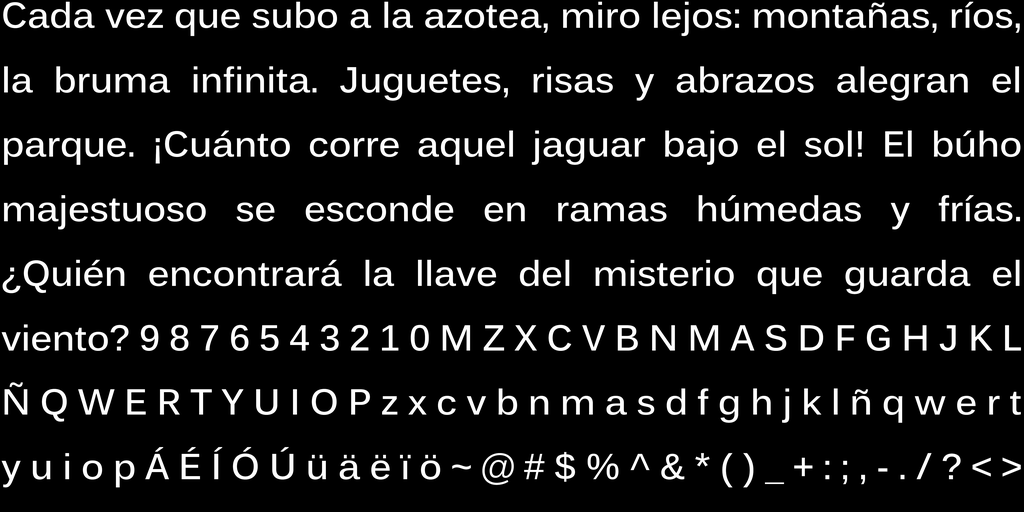 Cada vez que subo a la azotea, miro lejos: montañas, ríos,
la bruma infinita. Juguetes, risas y abrazos alegran el
parque. ¡Cuánto corre aquel jaguar bajo el sol! El búho
majestuoso se esconde en ramas húmedas y frías.
¿Quién encontrará la llave del misterio que guarda el
viento? 9 8 7 6 5 4 3 2 1 0 M Z X C V B N M A S D F G H J K L
Ñ Q W E R T Y U I O P z x c v b n m a s d f g h j k l ñ q w e r t
y u i o p Á É Í Ó Ú ü ä ë ï ö ~ @ # $ % ^ & * ( ) _ + : ; , - . / ? < >